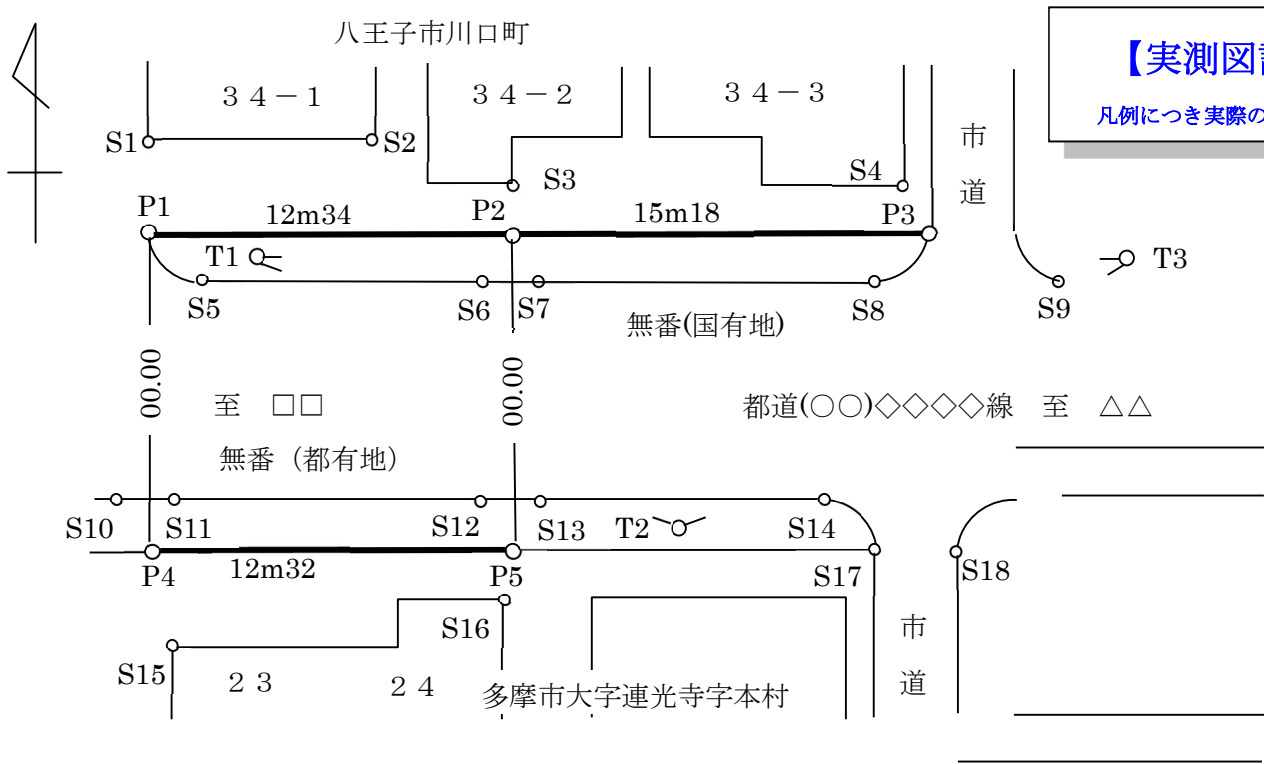 八王子市川口町
【実測図
凡例につき実際の
３４－１
３４－２
３４－３
市道
S1
S2
S3
S4
P1
12m34
P2
15m18
P3
T1
T3
S5
S6
S7
S8
S9
無番(国有地)
00.00
00.00
至　□□
都道(○○)◇◇◇◇線　至　△△
無番（都有地）
S10
S11
S12
S13
T2
S14
P4
12m32
P5
S17
S18
S16
S15
２３
２４
市道
多摩市大字連光寺字本村